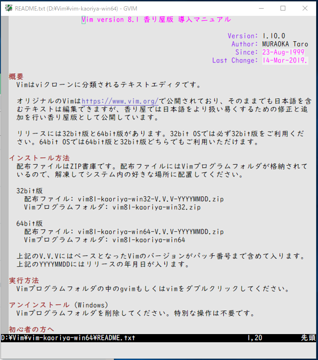 README.txt (D:¥Vim¥vim-kaoriya-win64) - GVIM
Vim version 8.1 香り屋版 導入マニュアル
Version: 1.10.0
Author: MURAOKA Taro
Since: 23-Aug-1999
Last Change: 14-Mar-2019.
概要
Vimはviクローンに分類されるテキストエディタです。
オリジナルのVimはhttps://www.vim.org/で公開されており、そのままでも日本語を含
むテキストは編集できますが、香り屋では日本語をより扱い易くするための修正と追
加を行い香り屋版として公開しています。
リリースには32bit版と64bit版があります。32bit OSでは必ず32bit版をご利用くだ
さい。64bit OSでは64bit版と32bit版どちらでもご利用いただけます。
インストール方法
配布ファイルはZIP書庫です。配布ファイルにはVimプログラムフォルダが格納されて
いるので、解凍してシステム内の好きな場所に配置してください。
32bit版
配布ファイル: vim81-kaoriya-win32-V.V.V-YYYYMMDD.zip
Vimプログラムフォルダ: vim81-kaoriya-win32.zip
64bit版
配布ファイル: vim81-kaoriya-win64-V.V.V-YYYYMMDD.zip
Vimプログラムフォルダ: vim81-kaoriya-win64
上記のV.V.VにはベースとなったVimのバージョンがパッチ番号まで含めて入ります。
上記のYYYYMMDDにはリリースの年月日が入ります。
実行方法
Vimプログラムフォルダの中のgvimもしくはvimをダブルクリックしてください。
アンインストール (Windows)
Vimプログラムフォルダを削除してください。特別な操作は不要です。
初心者の方へ
D:¥Vim¥vim-kaoriya-win64¥README.txt 1,20 先頭